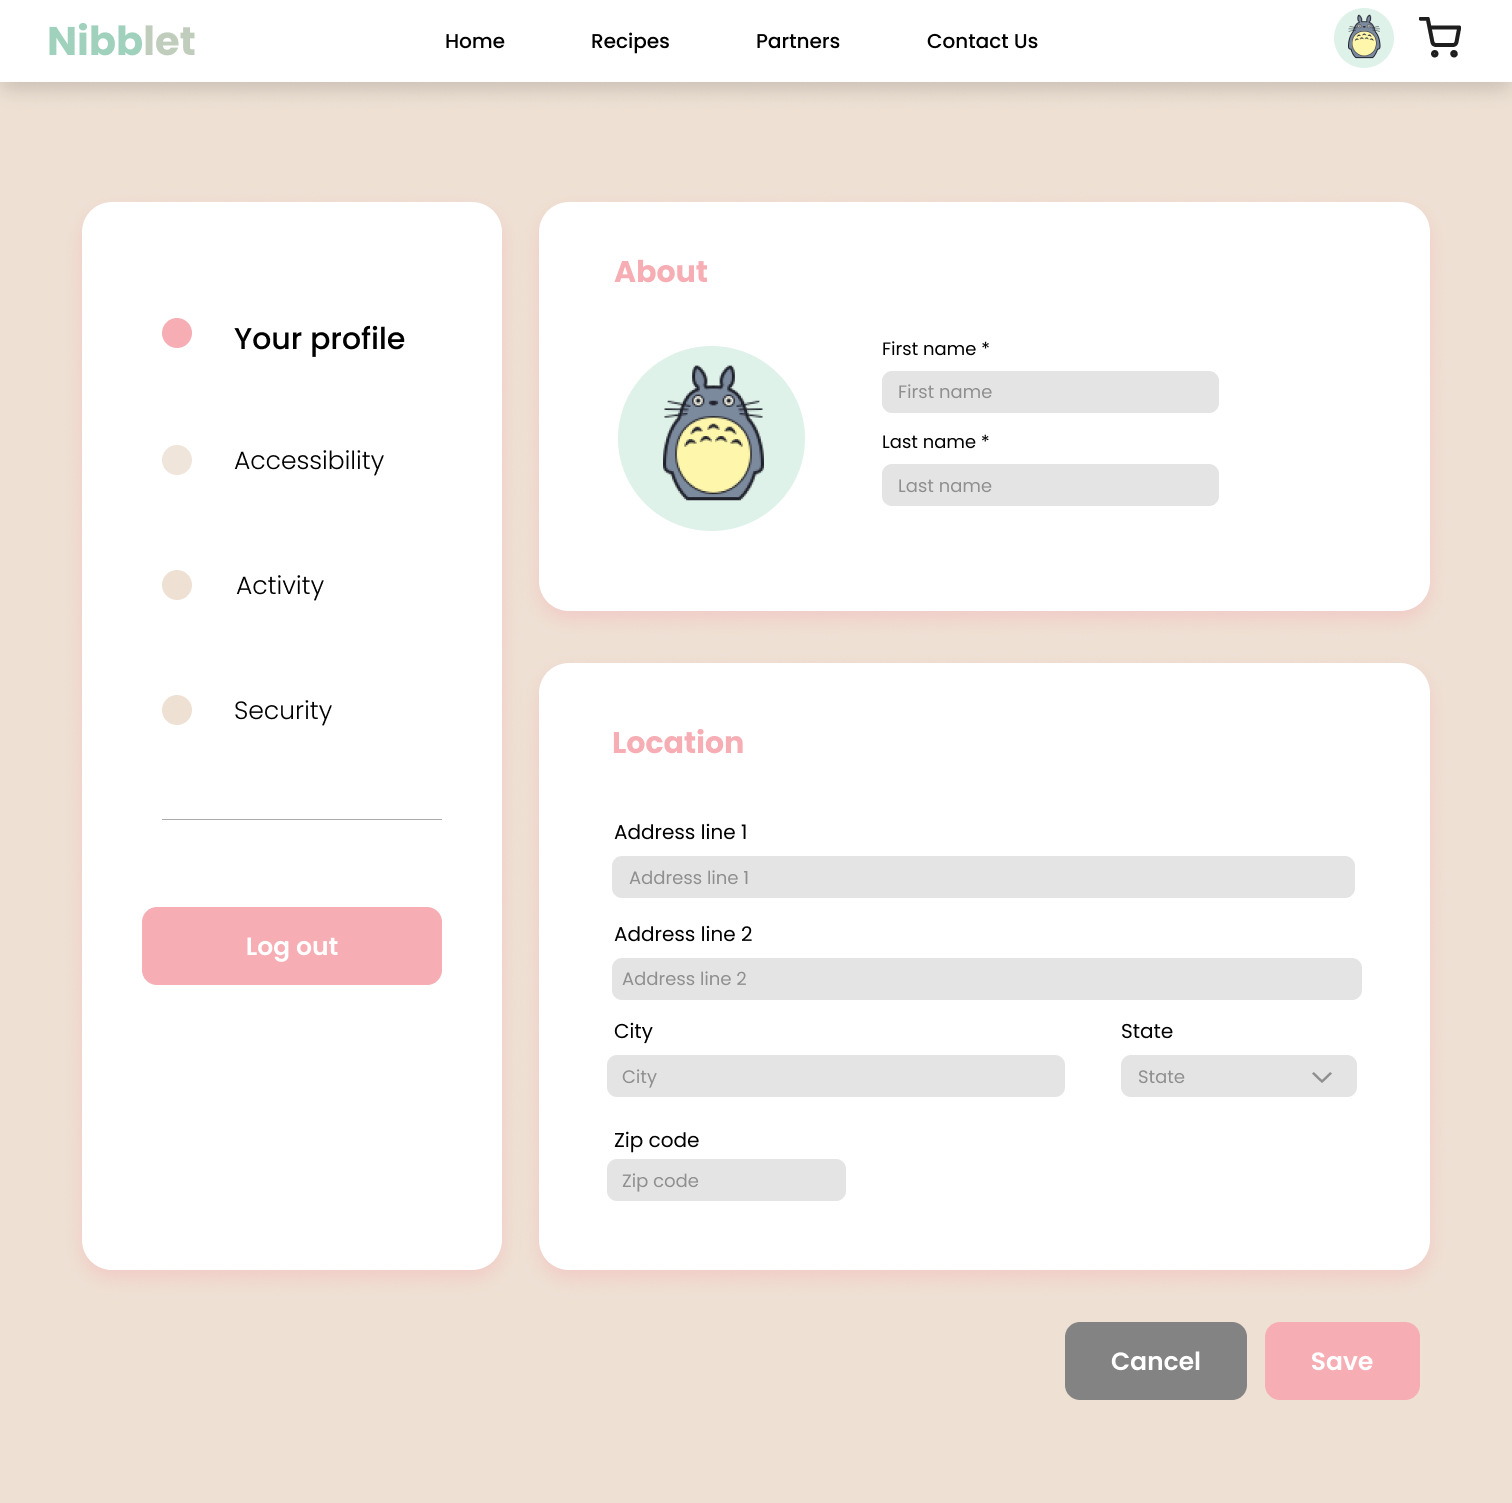 Nibblet
Home
Recipes
Partners
Contact Us
Your profile
Accessibility
Activity
Security
Log out
About
First name *
First name
Last name *
Last name
Location
Address line 1
Address line 1
Address line 2
Address line 2
City
State
City
State
Zip code
Zip code
Cancel
Save